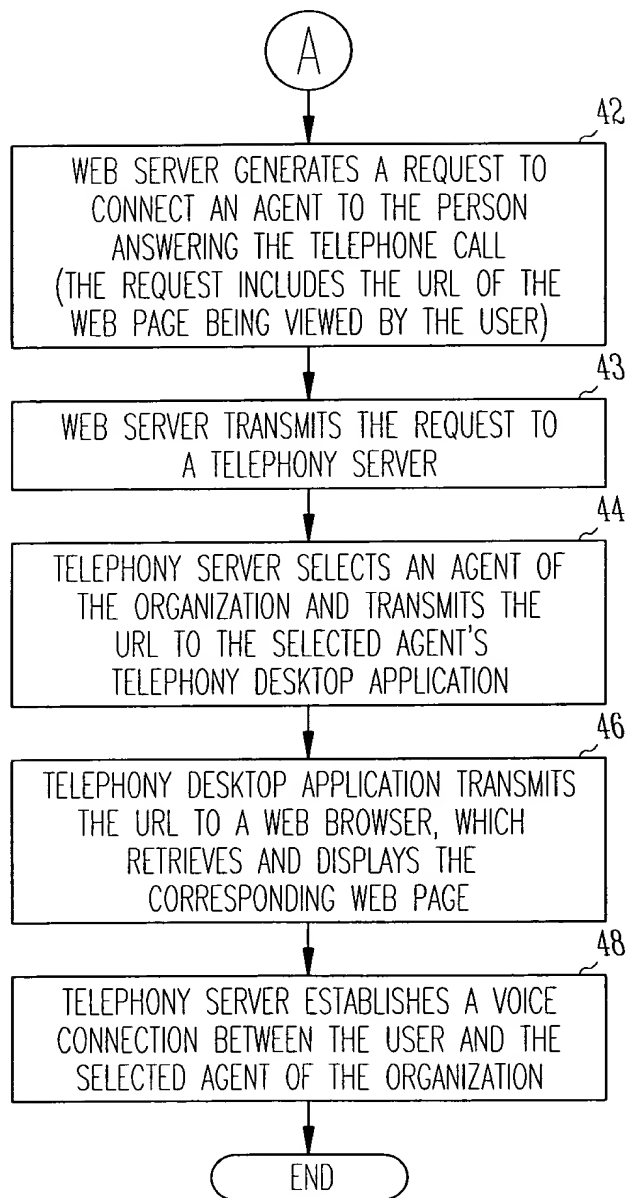 A
42
WEB SERVER GENERATES A REQUEST TO
CONNECT AN AGENT TO THE PERSON
ANSWERING THE TELEPHONE CALL
(THE REQUEST INCLUDES THE URL OF THE
WEB PAGE BEING VIEWED BY THE USER)
43
WEB SERVER TRANSMITS THE REQUEST TO
A TELEPHONY SERVER
44
TELEPHONY SERVER SELECTS AN AGENT OF
THE ORGANIZATION AND TRANSMITS THE
URL TO THE SELECTED AGENT'S
TELEPHONY DESKTOP APPLICATION
46
TELEPHONY DESKTOP APPLICATION TRANSMITS
THE URL TO A WEB BROWSER, WHICH
RETRIEVES AND DISPLAYS THE
CORRESPONDING WEB PAGE
48
TELEPHONY SERVER ESTABLISHES A VOICE
CONNECTION BETWEEN THE USER AND THE
SELECTED AGENT OF THE ORGANIZATION
END